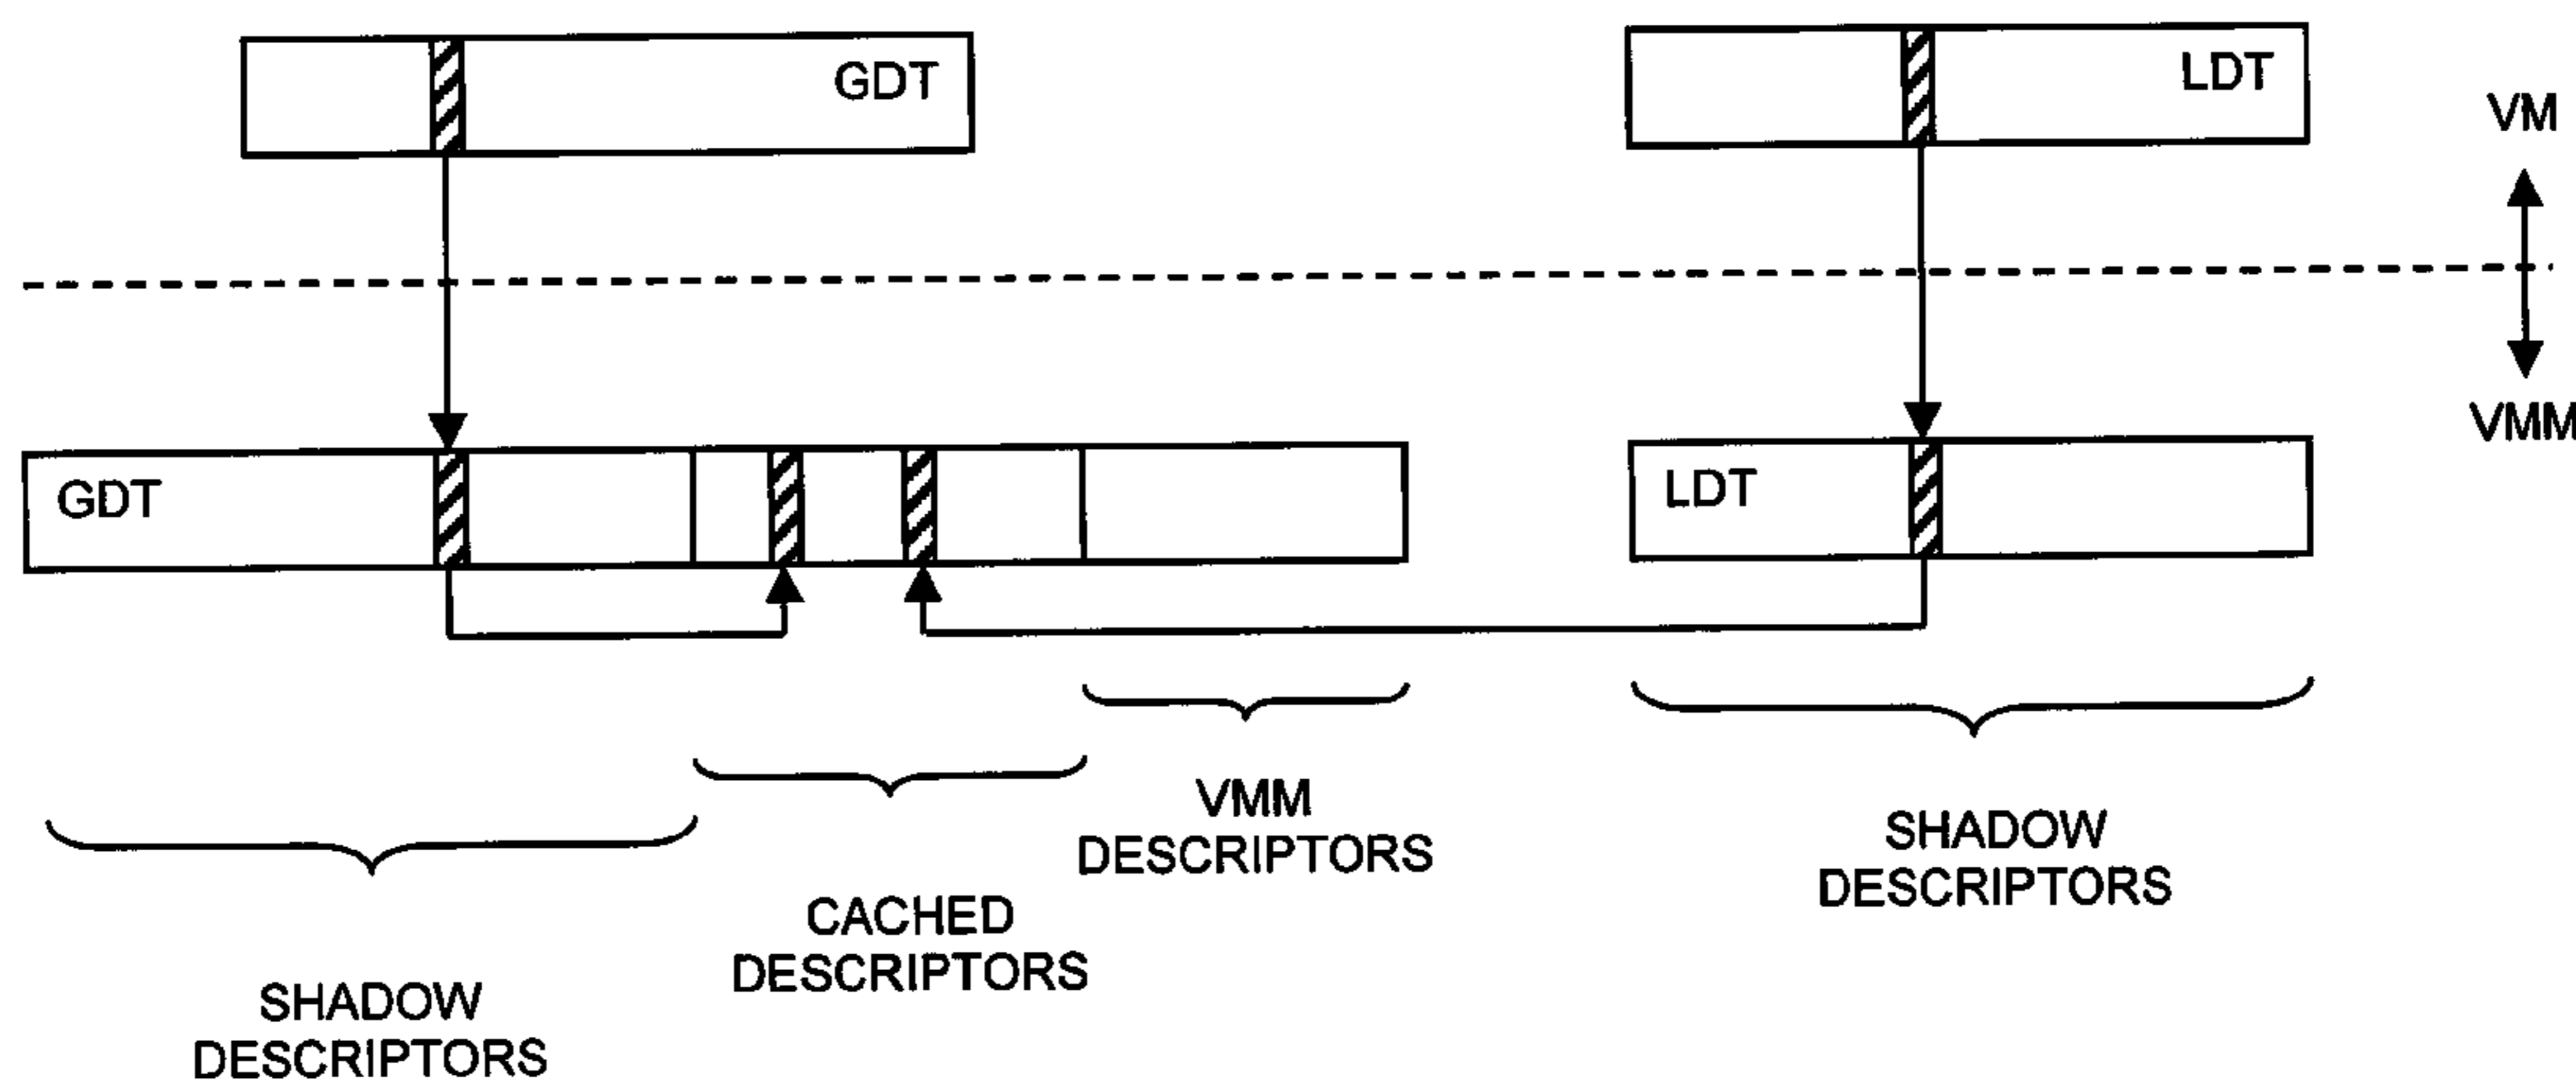 GDT
LDT
VM
VMM
GDT
LDT
VMM
DESCRIPTORS
SHADOW
DESCRIPTORS
CACHED
DESCRIPTORS
SHADOW
DESCRIPTORS